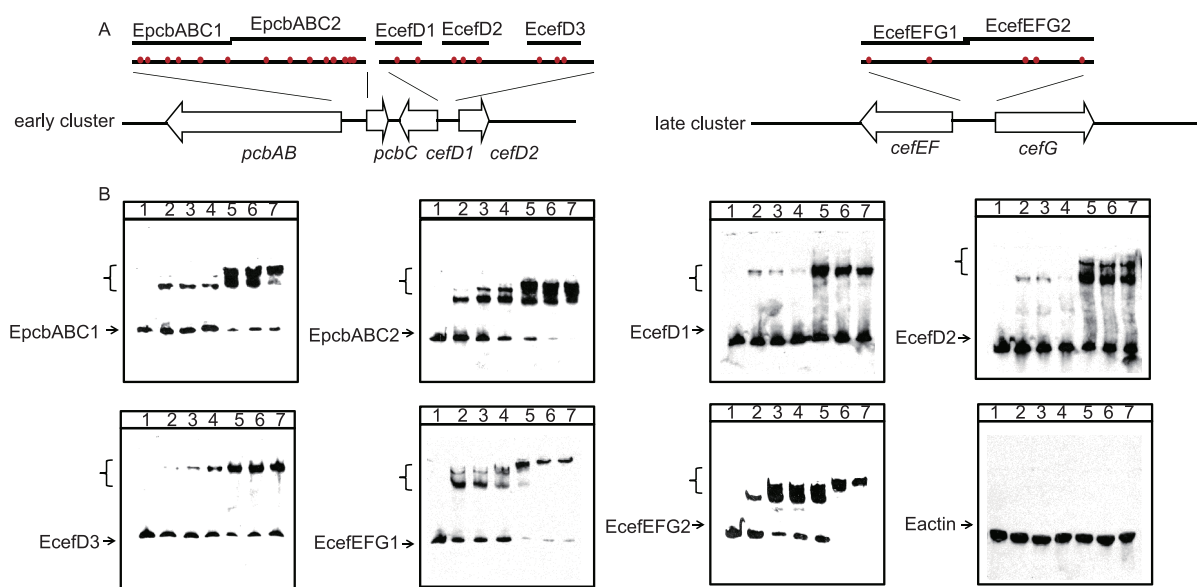 A
EpcbABC1 EpcbABC2 EcefD1 EcefD2 EcefD3 EcefEFG1 EcefEFG2
early cluster late cluster
pcbAB pcbC cefD1 cefD2 cefEF cefG
B
1 2 3 4 5 6 7
EpcbABC1
1 2 3 4 5 6 7
EpcbABC2
1 2 3 4 5 6 7
EcefD1
1 2 3 4 5 6 7
EcefD2
1 2 3 4 5 6 7
EcefD3
1 2 3 4 5 6 7
EcefEFG1
1 2 3 4 5 6 7
EcefEFG2
1 2 3 4 5 6 7
Eactin